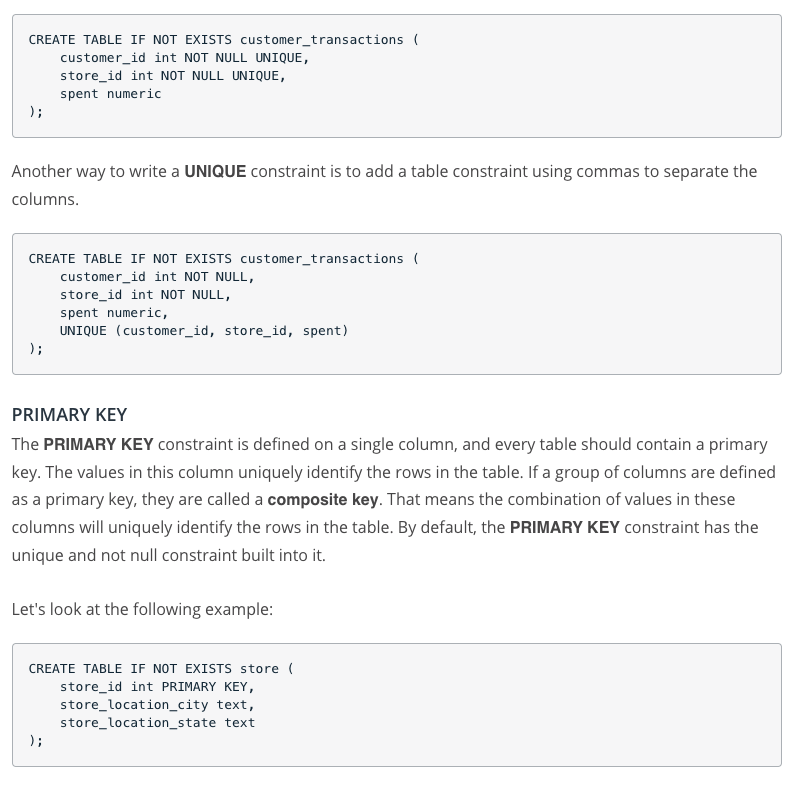 CREATE TABLE IF NOT EXISTS customer_transactions (
    customer_id int NOT NULL UNIQUE,
    store_id int NOT NULL UNIQUE,
    spent numeric
);
Another way to write a UNIQUE constraint is to add a table constraint using commas to separate the
columns.
CREATE TABLE IF NOT EXISTS customer_transactions (
    customer_id int NOT NULL,
    store_id int NOT NULL,
    spent numeric,
    UNIQUE (customer_id, store_id, spent)
);
PRIMARY KEY
The PRIMARY KEY constraint is defined on a single column, and every table should contain a primary
key. The values in this column uniquely identify the rows in the table. If a group of columns are defined
as a primary key, they are called a composite key. That means the combination of values in these
columns will uniquely identify the rows in the table. By default, the PRIMARY KEY constraint has the
unique and not null constraint built into it.
Let's look at the following example:
CREATE TABLE IF NOT EXISTS store (
    store_id int PRIMARY KEY,
    store_location_city text,
    store_location_state text
);